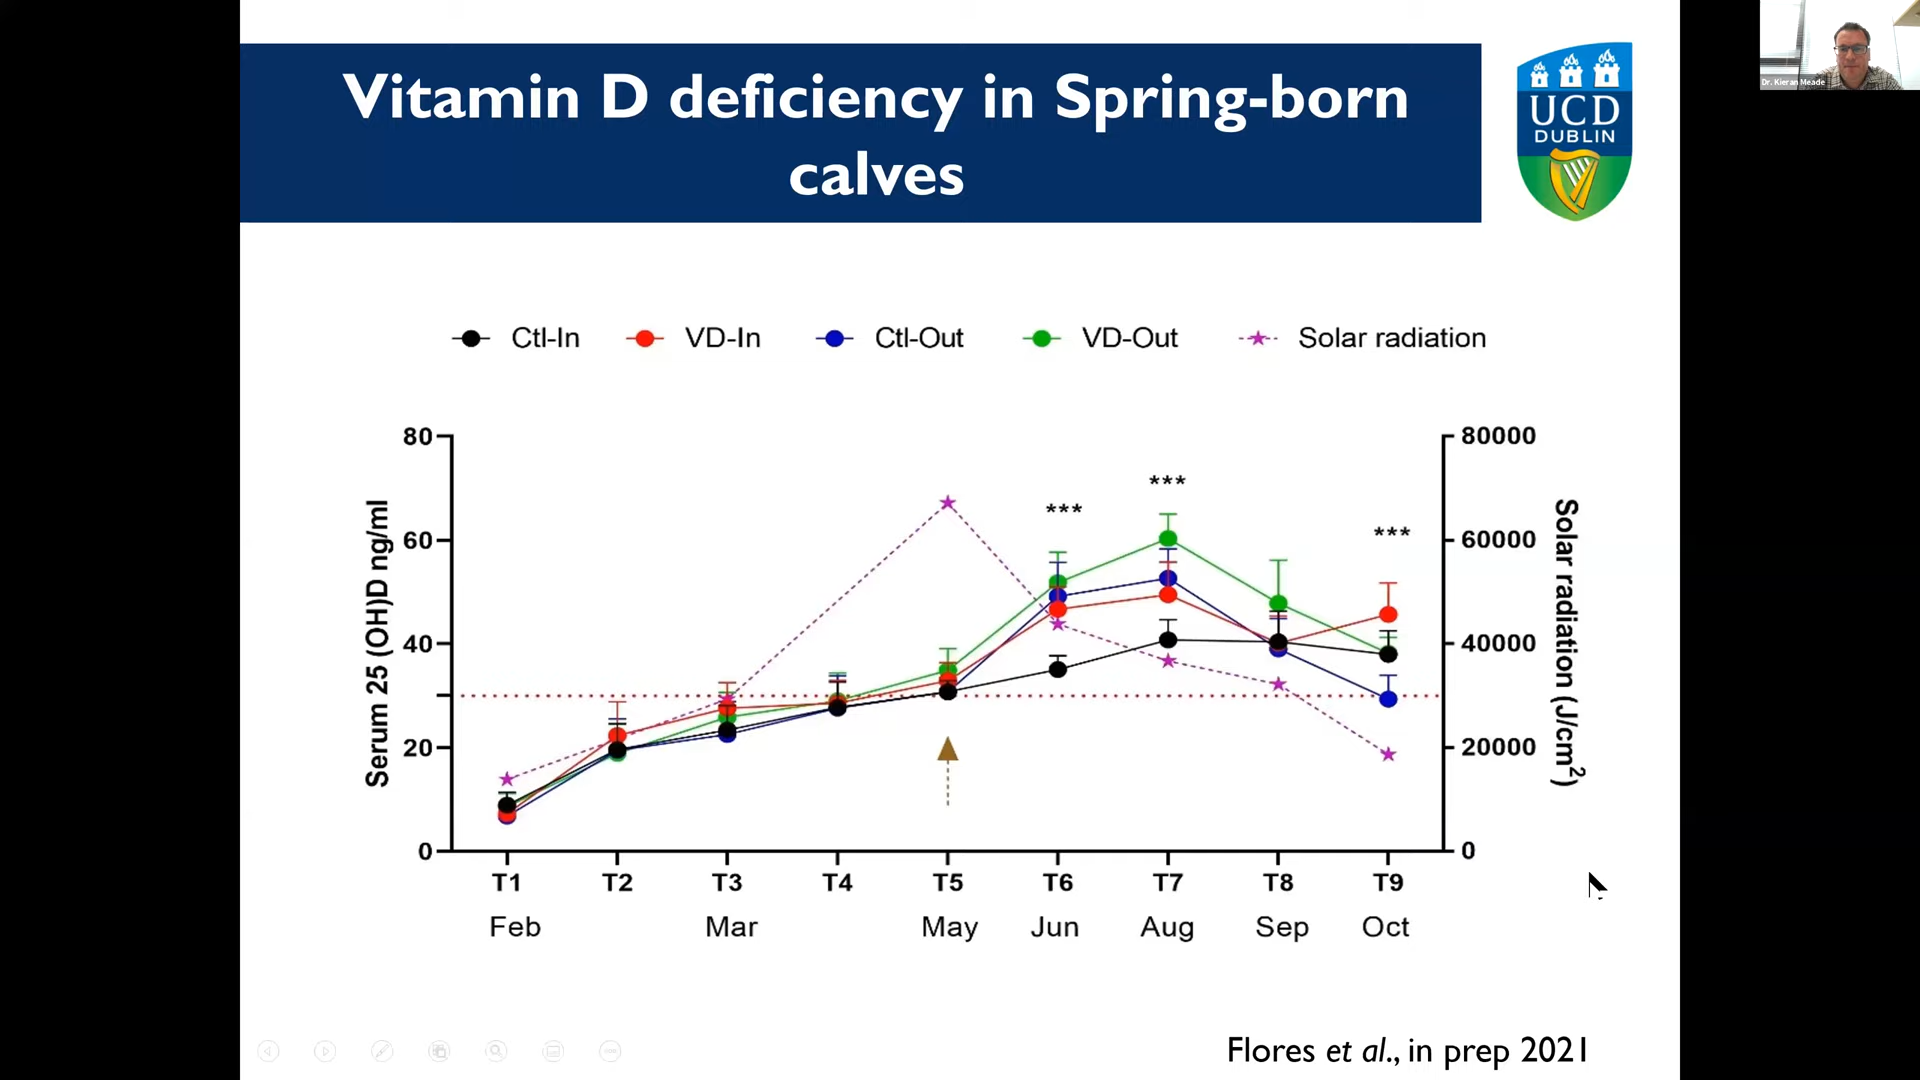 Vitamin D deficiency in Spring-born
calves
UCD
DUBLIN
Dr. Kieran Meade
Ctl-In VD-In Ctl-Out VD-Out Solar radiation
80
60
40
20
0
Serum 25 (OH)D ng/ml
***
***
***
80000
60000
40000
20000
0
Solar radiation (J/cm2)
T1 T2 T3 T4 T5 T6 T7 T8 T9
Feb Mar May Jun Aug Sep Oct
Flores et al., in prep 2021